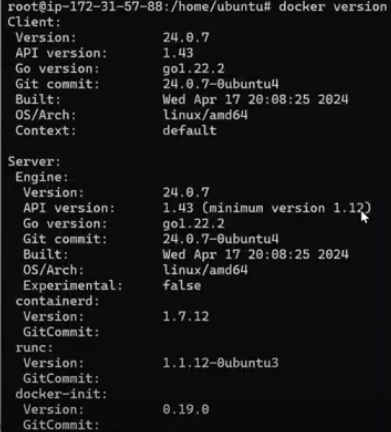 root@ip-172-31-57-88:/home/ubuntu# docker version
Client:
 Version:           24.0.7
 API version:       1.43
 Go version:        go1.22.2
 Git commit:        24.0.7-0ubuntu4
 Built:             Wed Apr 17 20:08:25 2024
 OS/Arch:           linux/amd64
 Context:           default

Server:
 Engine:
  Version:          24.0.7
  API version:      1.43 (minimum version 1.12)
  Go version:       go1.22.2
  Git commit:       24.0.7-0ubuntu4
  Built:            Wed Apr 17 20:08:25 2024
  OS/Arch:          linux/amd64
  Experimental:     false
 containerd:
  Version:          1.7.12
  GitCommit:
 runc:
  Version:          1.1.12-0ubuntu3
  GitCommit:
 docker-init:
  Version:          0.19.0
  GitCommit: